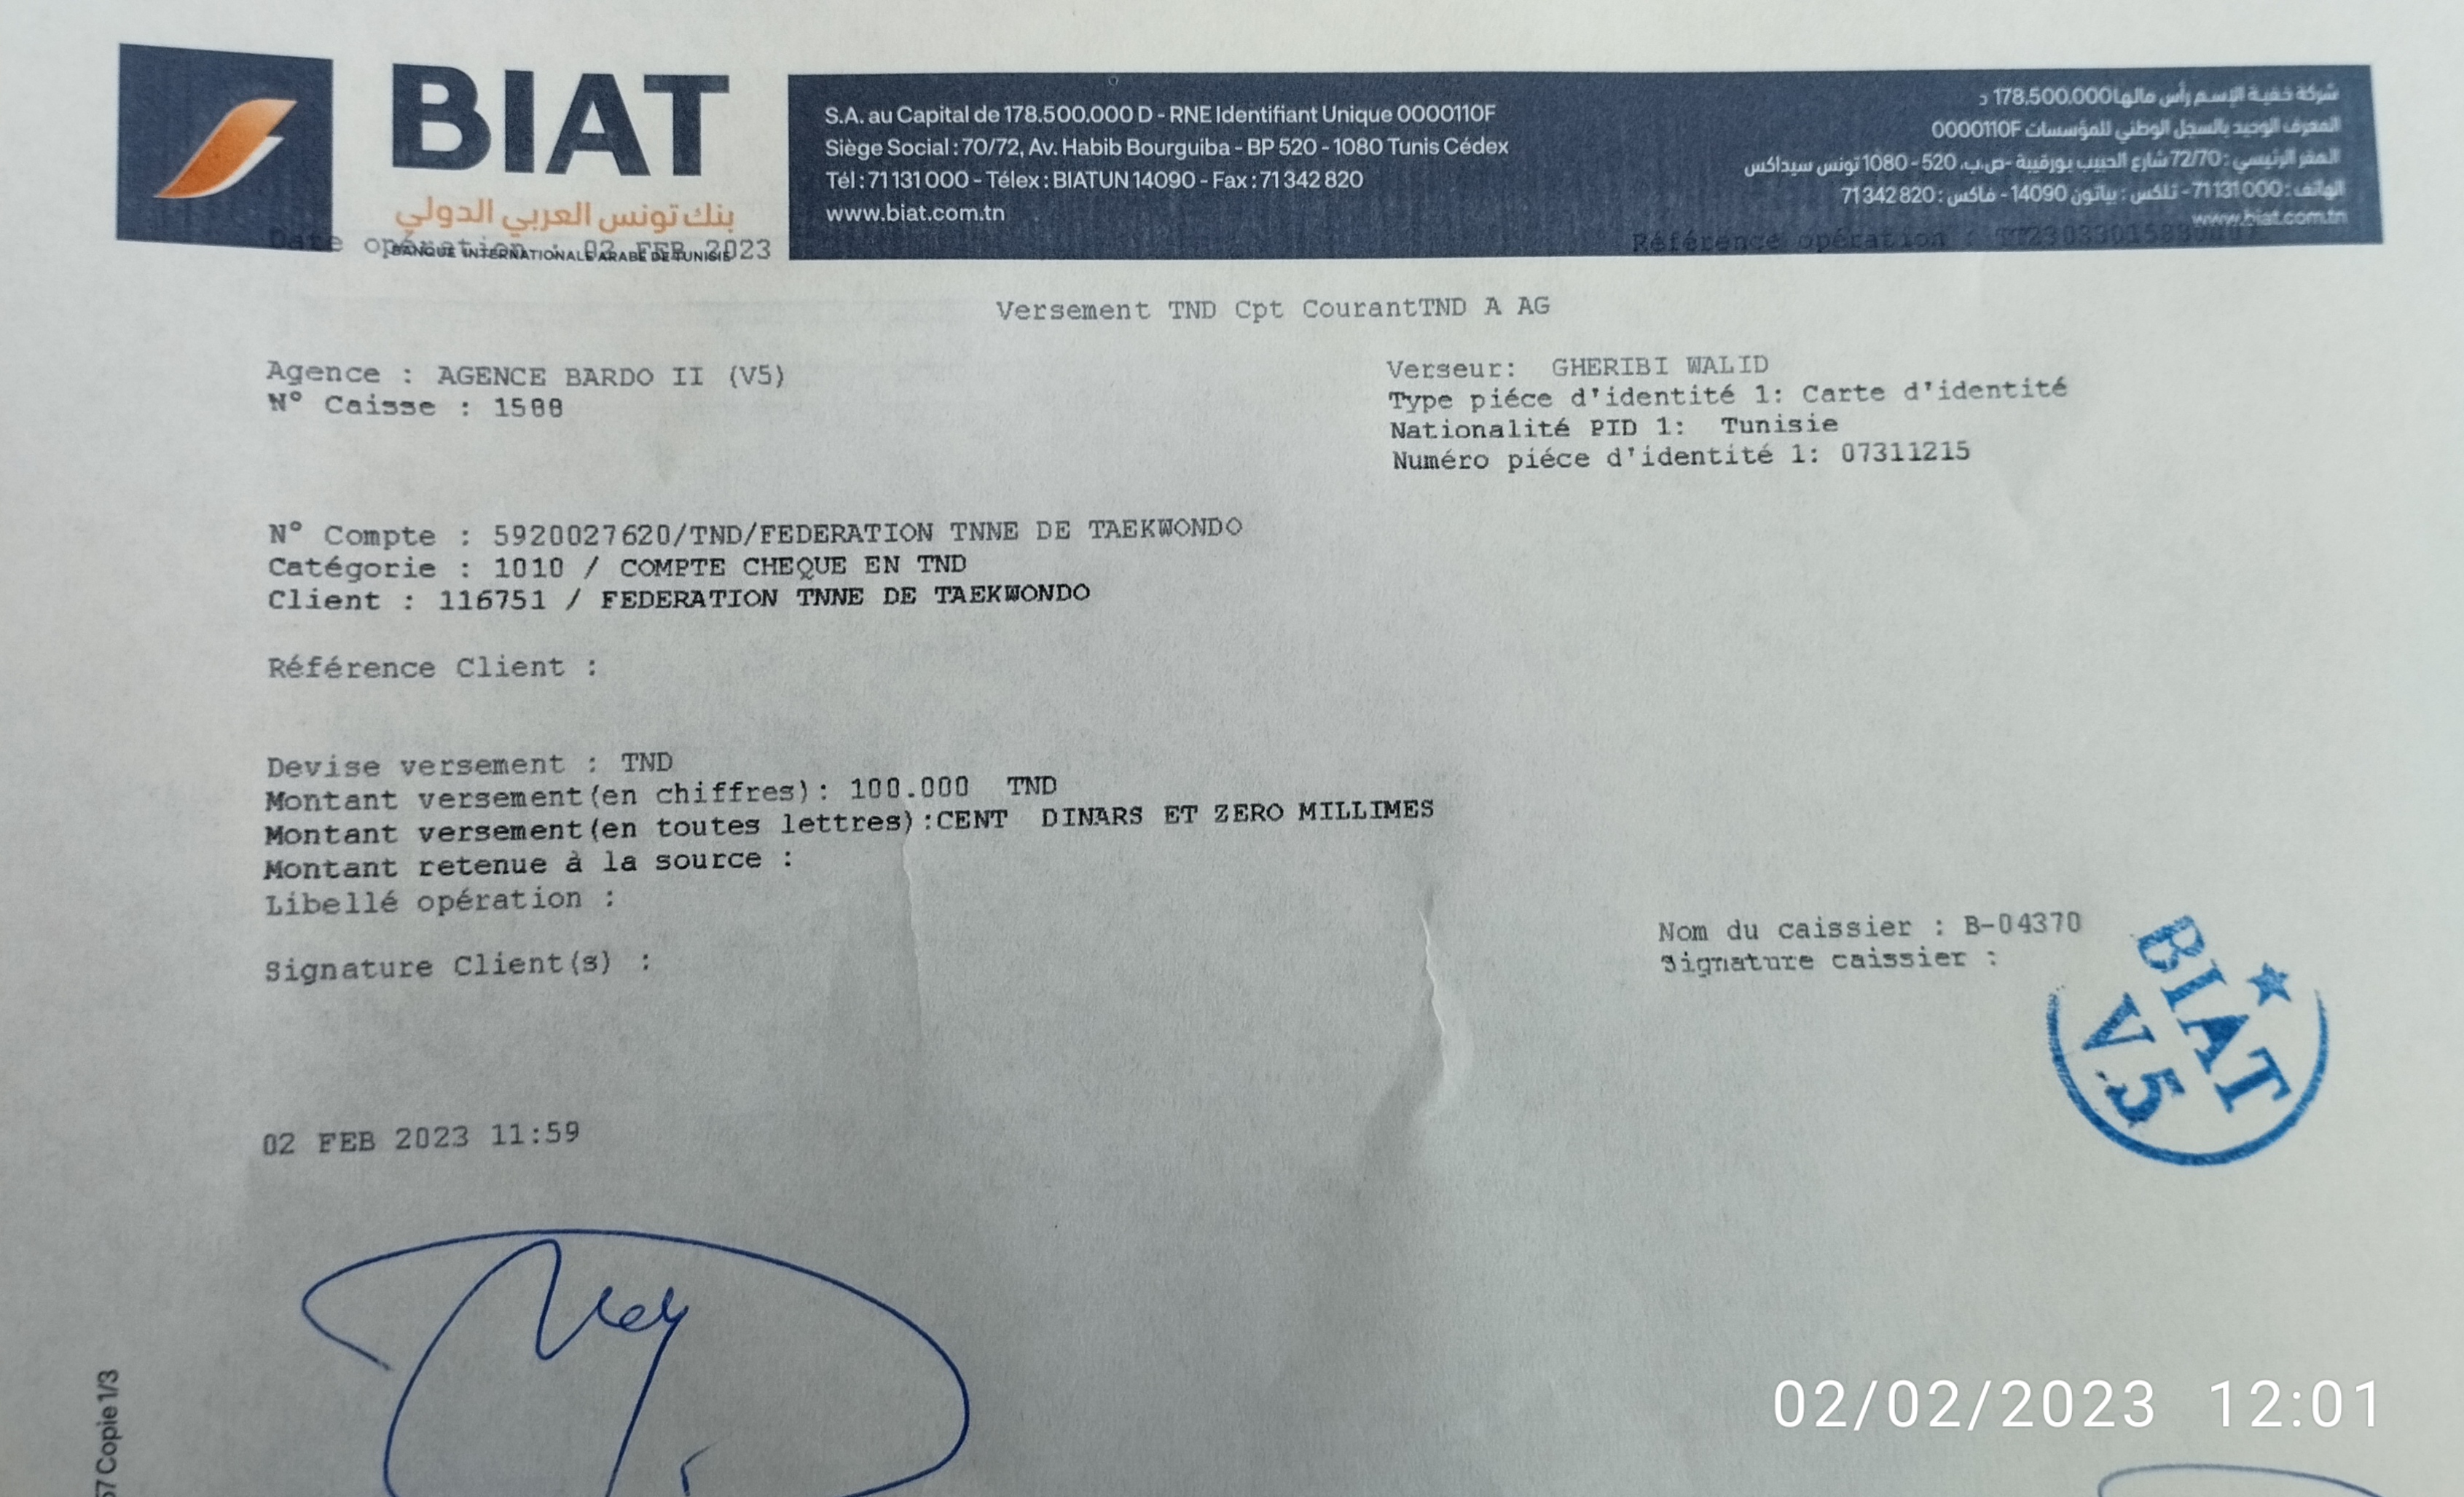 BIAT
بنك تونس العربي الدولي
BANQUE INTERNATIONALE ARABE DE TUNISIE
S.A. au Capital de 178.500.000 D - RNE Identifiant Unique 0000110F
Siège Social : 70/72, Av. Habib Bourguiba - BP 520 - 1080 Tunis Cédex
Tél : 71 131 000 - Télex : BIATUN 14090 - Fax : 71 342 820
www.biat.com.tn
شركة خفية الإسم رأس مالها 178.500.000 د
المعرف الوحيد بالسجل الوطني للمؤسسات 0000110F
المقر الرئيسي : 72/70 شارع الحبيب بورقيبة -ص.ب. 520 - 1080 تونس سيداكس
الهاتف : 71131000 - تلكس : بياتون 14090 - فاكس : 71342820
www.biat.com.tn
Date opération : 02 FEB 2023
Référence opération :
Versement TND Cpt CourantTND A AG
Agence : AGENCE BARDO II (V5)
N° Caisse : 1588
Verseur: GHERIBI WALID
Type piéce d'identité 1: Carte d'identité
Nationalité PID 1: Tunisie
Numéro piéce d'identité 1: 07311215
N° Compte : 5920027620/TND/FEDERATION TNNE DE TAEKWONDO
Catégorie : 1010 / COMPTE CHEQUE EN TND
Client : 116751 / FEDERATION TNNE DE TAEKWONDO
Référence Client :
Devise versement : TND
Montant versement(en chiffres): 100.000 TND
Montant versement(en toutes lettres):CENT DINARS ET ZERO MILLIMES
Montant retenue à la source :
Libellé opération :
Signature Client(s) :
Nom du caissier : B-04370
Signature caissier :
BIAT
V5
02 FEB 2023 11:59
Copie 1/3
02/02/2023 12:01